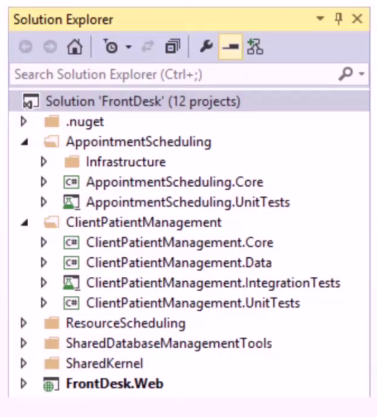 Solution Explorer
Search Solution Explorer (Ctrl+;)
Solution 'FrontDesk' (12 projects)
.nuget
AppointmentScheduling
Infrastructure
C# AppointmentScheduling.Core
AppointmentScheduling.UnitTests
ClientPatientManagement
C# ClientPatientManagement.Core
C# ClientPatientManagement.Data
ClientPatientManagement.IntegrationTests
C# ClientPatientManagement.UnitTests
ResourceScheduling
SharedDatabaseManagementTools
SharedKernel
FrontDesk.Web